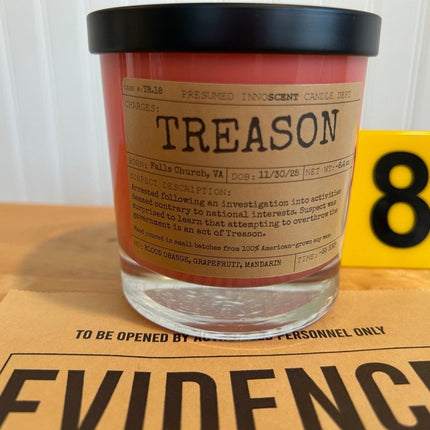 CASE #: TR.18
PRESUMED INNOSCENT CANDLE DEPT
CHARGES:
TREASON
BORN: Falls Church, VA DOB: 11/30/25 NET WT:
SUSPECT DESCRIPTION:
Arrested following an investigation into activities
deemed contrary to national interests. Suspect was
surprised to learn that attempting to overthrow the
government is an act of Treason.
Hand poured in small batches from 100% American-grown soy wax.
BLOOD ORANGE, GRAPEFRUIT, MANDARIN TIME:
8
TO BE OPENED BY AUTHORIZED PERSONNEL ONLY
EVIDENCE